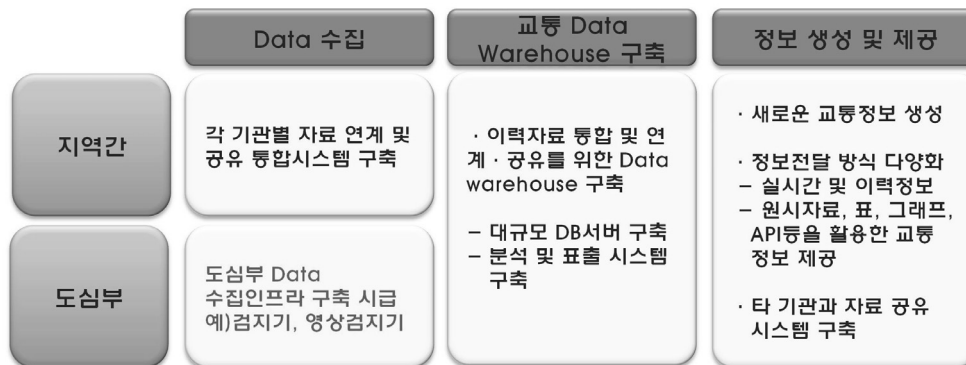 Data 수집
교통 Data
Warehouse 구축
정보 생성 및 제공
지역간
각 기관별 자료 연계 및
공유 통합시스템 구축
도심부
도심부 Data
수집인프라 구축 시급
예)검지기, 영상검지기
· 이력자료 통합 및 연
계 · 공유를 위한 Data
warehouse 구축
– 대규모 DB서버 구축
– 분석 및 표출 시스템
구축
· 새로운 교통정보 생성
· 정보전달 방식 다양화
– 실시간 및 이력정보
– 원시자료, 표, 그래프,
API등을 활용한 교통
정보 제공
· 타 기관과 자료 공유
시스템 구축